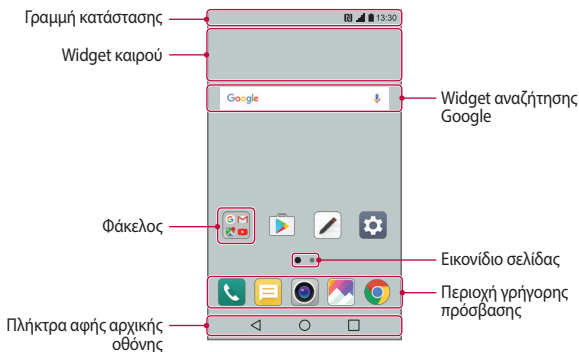 Γραμμή κατάστασης
13:30
Widget καιρού
Google
Widget αναζήτησης
Google
Φάκελος
Εικονίδιο σελίδας
Περιοχή γρήγορης
πρόσβασης
Πλήκτρα αφής αρχικής
οθόνης